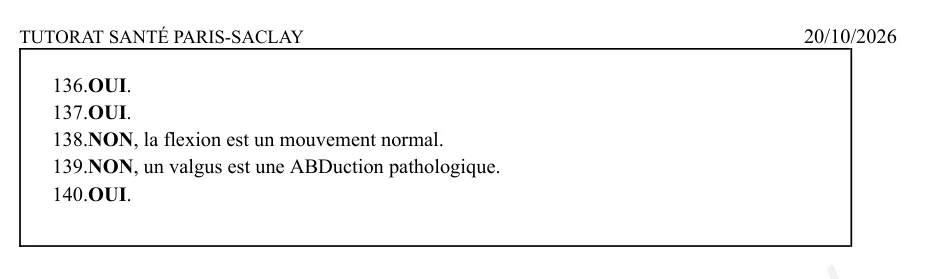 TUTORAT SANTÉ PARIS-SACLAY 20/10/2026
136.OUI.
137.OUI.
138.NON, la flexion est un mouvement normal.
139.NON, un valgus est une ABDuction pathologique.
140.OUI.